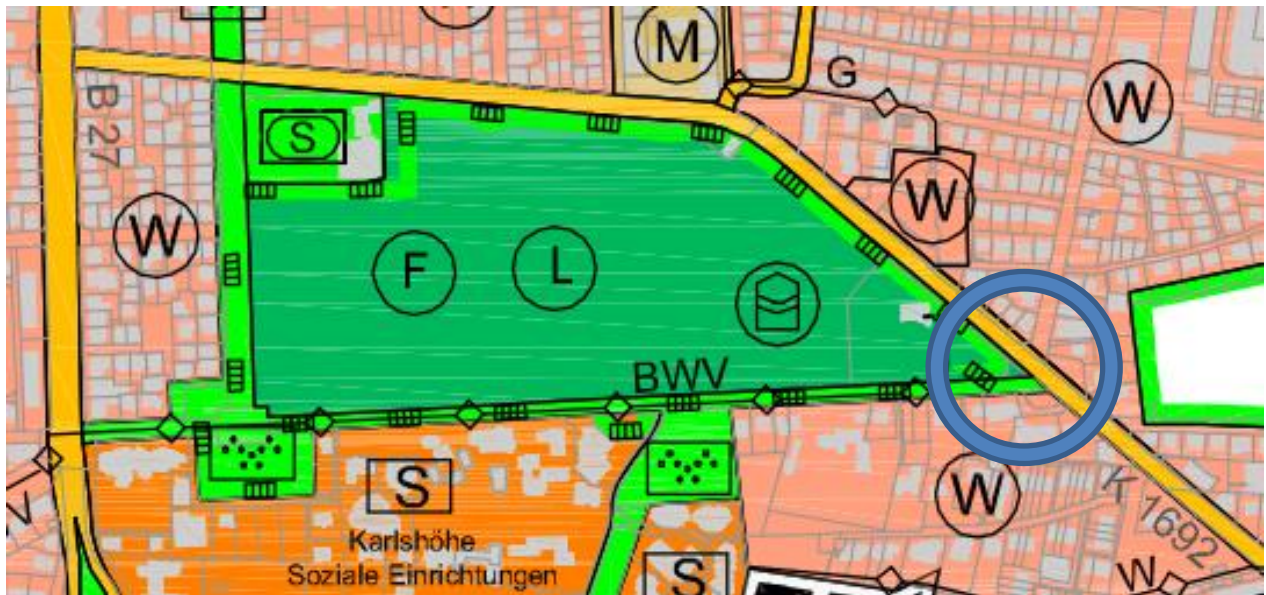 M
G
W
B 27
S
W
W
F
L
BWV
S
Karlshöhe
Soziale Einrichtungen
W
K 1692
S
W
V